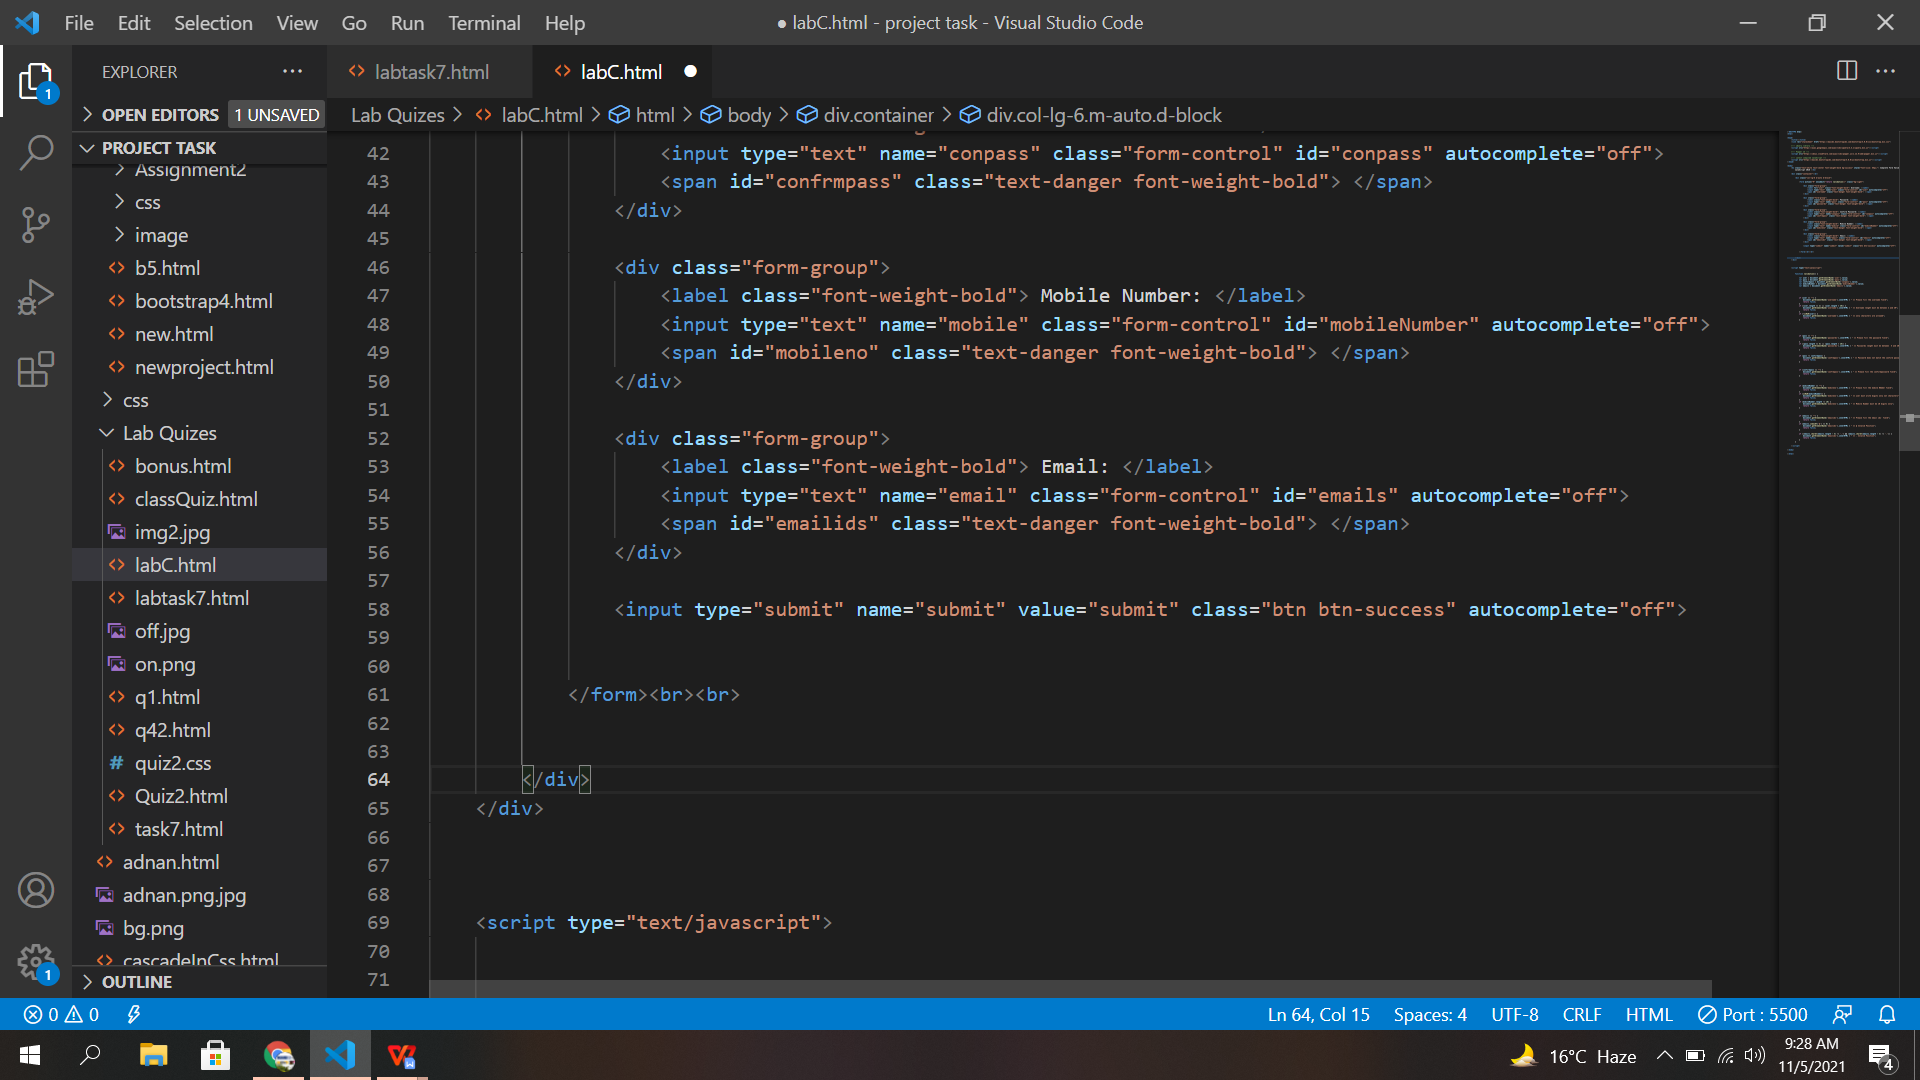 File Edit Selection View Go Run Terminal Help
● labC.html - project task - Visual Studio Code
EXPLORER
labtask7.html
labC.html
OPEN EDITORS 1 UNSAVED
Lab Quizes > labC.html > html > body > div.container > div.col-lg-6.m-auto.d-block
PROJECT TASK
Assignment2
css
image
b5.html
bootstrap4.html
new.html
newproject.html
css
Lab Quizes
bonus.html
classQuiz.html
img2.jpg
labC.html
labtask7.html
off.jpg
on.png
q1.html
q42.html
quiz2.css
Quiz2.html
task7.html
adnan.html
adnan.png.jpg
bg.png
cascadeInCss.html
OUTLINE
42 <input type="text" name="conpass" class="form-control" id="conpass" autocomplete="off">
43 <span id="confrmpass" class="text-danger font-weight-bold"> </span>
44 </div>
45
46 <div class="form-group">
47 <label class="font-weight-bold"> Mobile Number: </label>
48 <input type="text" name="mobile" class="form-control" id="mobileNumber" autocomplete="off">
49 <span id="mobileno" class="text-danger font-weight-bold"> </span>
50 </div>
51
52 <div class="form-group">
53 <label class="font-weight-bold"> Email: </label>
54 <input type="text" name="email" class="form-control" id="emails" autocomplete="off">
55 <span id="emailids" class="text-danger font-weight-bold"> </span>
56 </div>
57
58 <input type="submit" name="submit" value="submit" class="btn btn-success" autocomplete="off">
59
60
61 </form><br><br>
62
63
64 </div>
65 </div>
66
67
68
69 <script type="text/javascript">
70
71
1
1
0 0
Ln 64, Col 15 Spaces: 4 UTF-8 CRLF HTML Port : 5500
16°C Haze
9:28 AM
11/5/2021
4